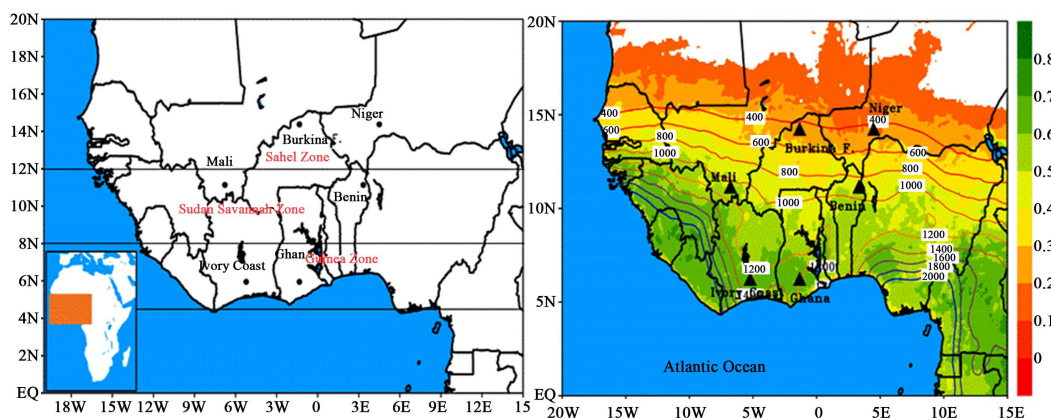 20N
18N
16N
14N
12N
10N
8N
6N
4N
2N
EQ
18W
15W
12W
9W
6W
3W
0
3E
6E
9E
12E
15
Niger
Burkina F.
Sahel Zone
Mali
Benin
Sudan Savannah Zone
Ghan
Guinea Zone
Ivory Coast
20N
15N
10N
5N
EQ
20W
15W
10W
5W
0
5E
10E
15E
400
600
800
1000
400
600
800
1000
Niger
400
Burkina F.
600
800
1000
Mali
Benin
1200
1400
1600
1800
2000
1200
Ivory Coast
Ghana
Atlantic Ocean
0.8
0.7
0.6
0.5
0.4
0.3
0.2
0.1
0